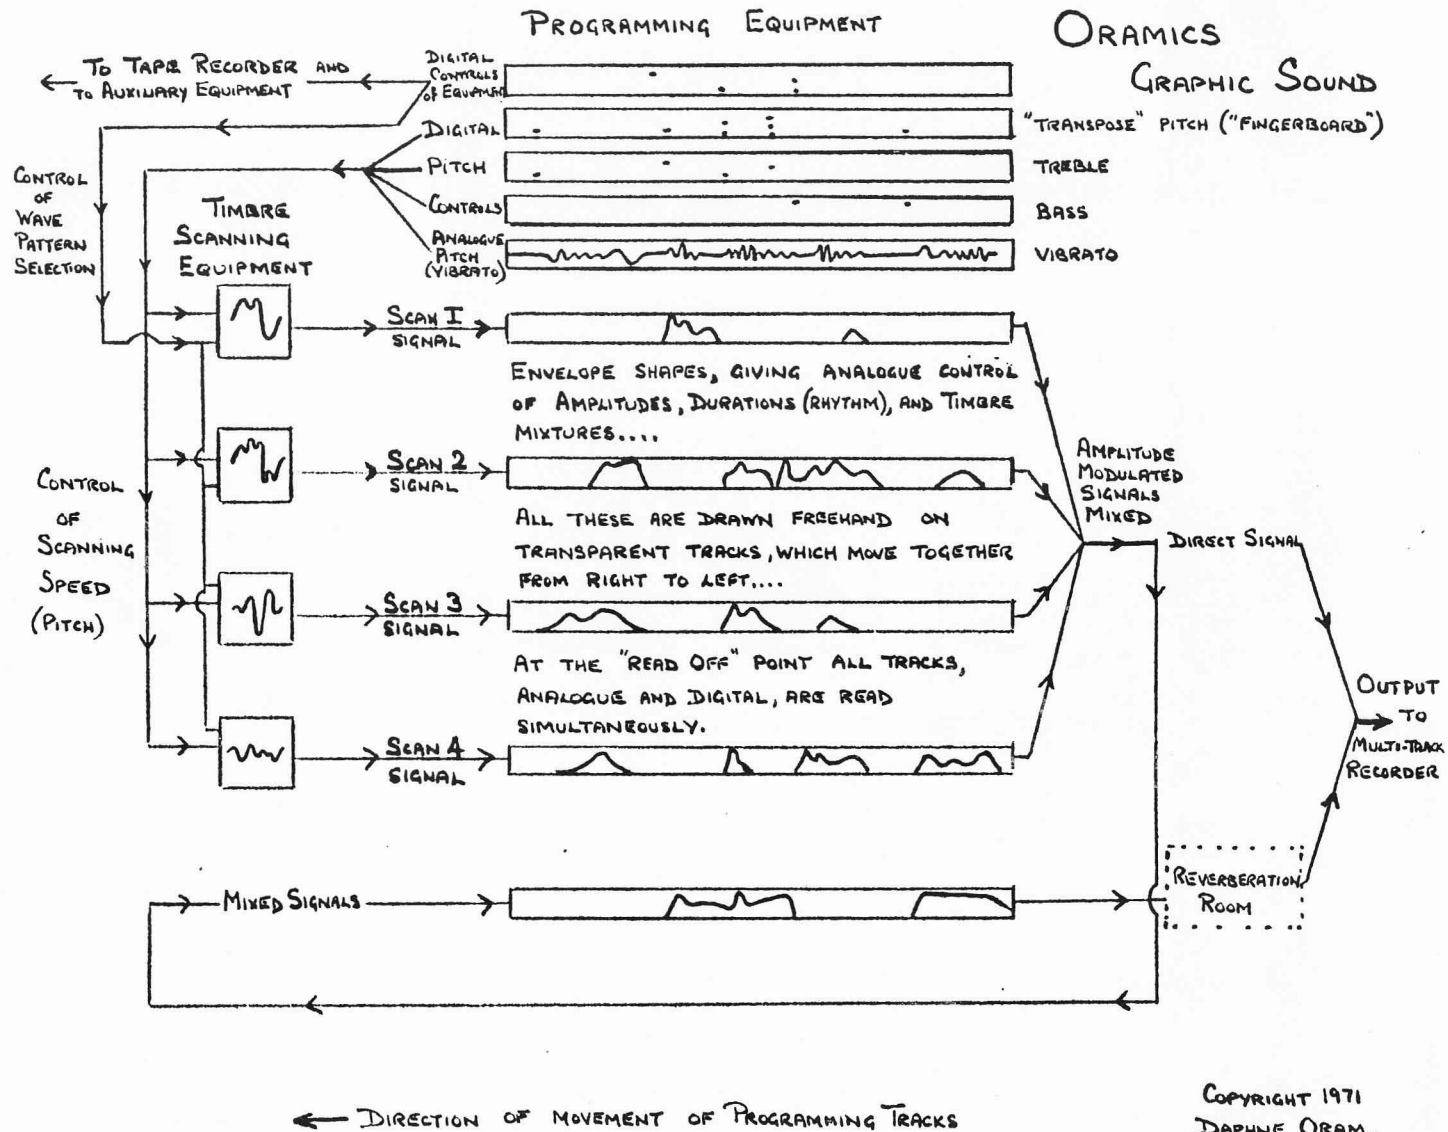 PROGRAMMING EQUIPMENT
ORAMICS
GRAPHIC SOUND
TO TAPE RECORDER AND
TO AUXILIARY EQUIPMENT
DIGITAL
CONTROLS
OF EQUIPMENT
DIGITAL
"TRANSPOSE" PITCH ("FINGERBOARD")
PITCH
TREBLE
CONTROLS
BASS
ANALOGUE
PITCH
(VIBRATO)
VIBRATO
CONTROL
OF
WAVE
PATTERN
SELECTION
TIMBRE
SCANNING
EQUIPMENT
SCAN I
SIGNAL
ENVELOPE SHAPES, GIVING ANALOGUE CONTROL
OF AMPLITUDES, DURATIONS (RHYTHM), AND TIMBRE
MIXTURES....
SCAN 2
SIGNAL
ALL THESE ARE DRAWN FREEHAND ON
TRANSPARENT TRACKS, WHICH MOVE TOGETHER
FROM RIGHT TO LEFT....
CONTROL
OF
SCANNING
SPEED
(PITCH)
SCAN 3
SIGNAL
AT THE "READ OFF" POINT ALL TRACKS,
ANALOGUE AND DIGITAL, ARE READ
SIMULTANEOUSLY.
SCAN 4
SIGNAL
AMPLITUDE
MODULATED
SIGNALS
MIXED
DIRECT SIGNAL
OUTPUT
TO
MULTI-TRACK
RECORDER
MIXED SIGNALS
REVERBERATION
ROOM
DIRECTION OF MOVEMENT OF PROGRAMMING TRACKS
COPYRIGHT 1971
DAPHNE ORAM